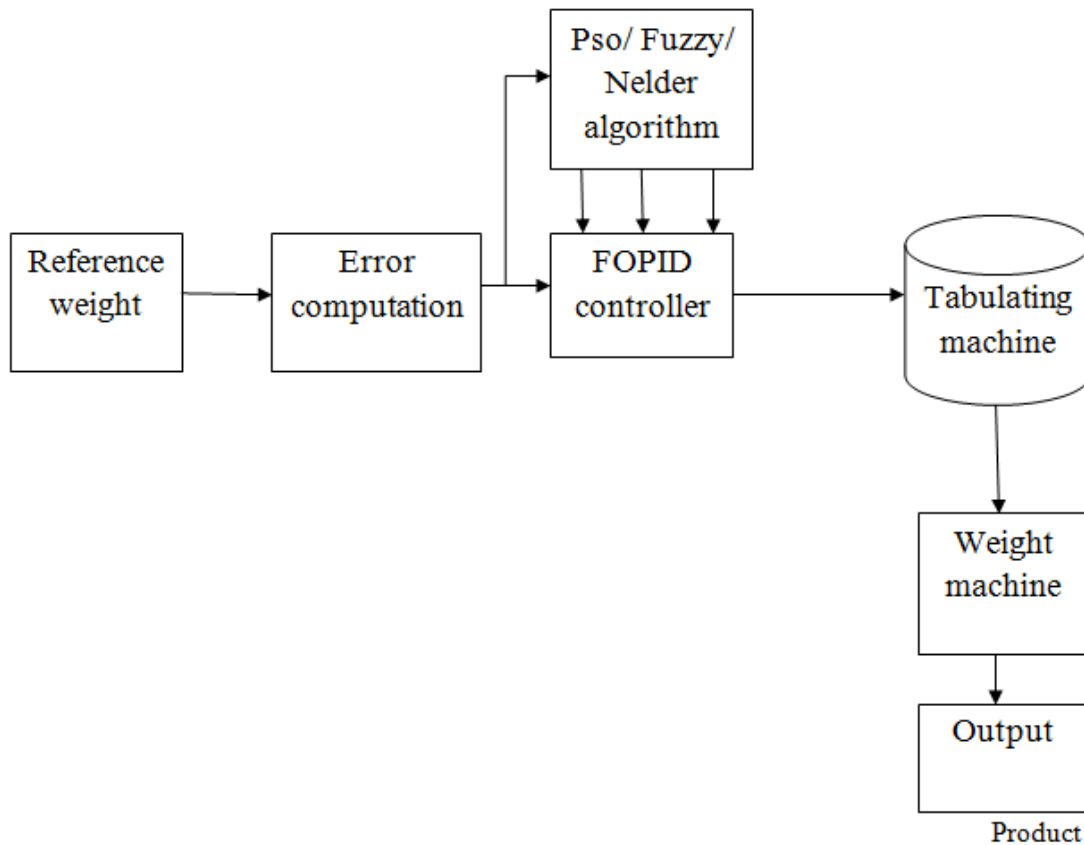 Pso/ Fuzzy/
Nelder
algorithm
Reference
weight
Error
computation
FOPID
controller
Tabulating
machine
Weight
machine
Output
Product